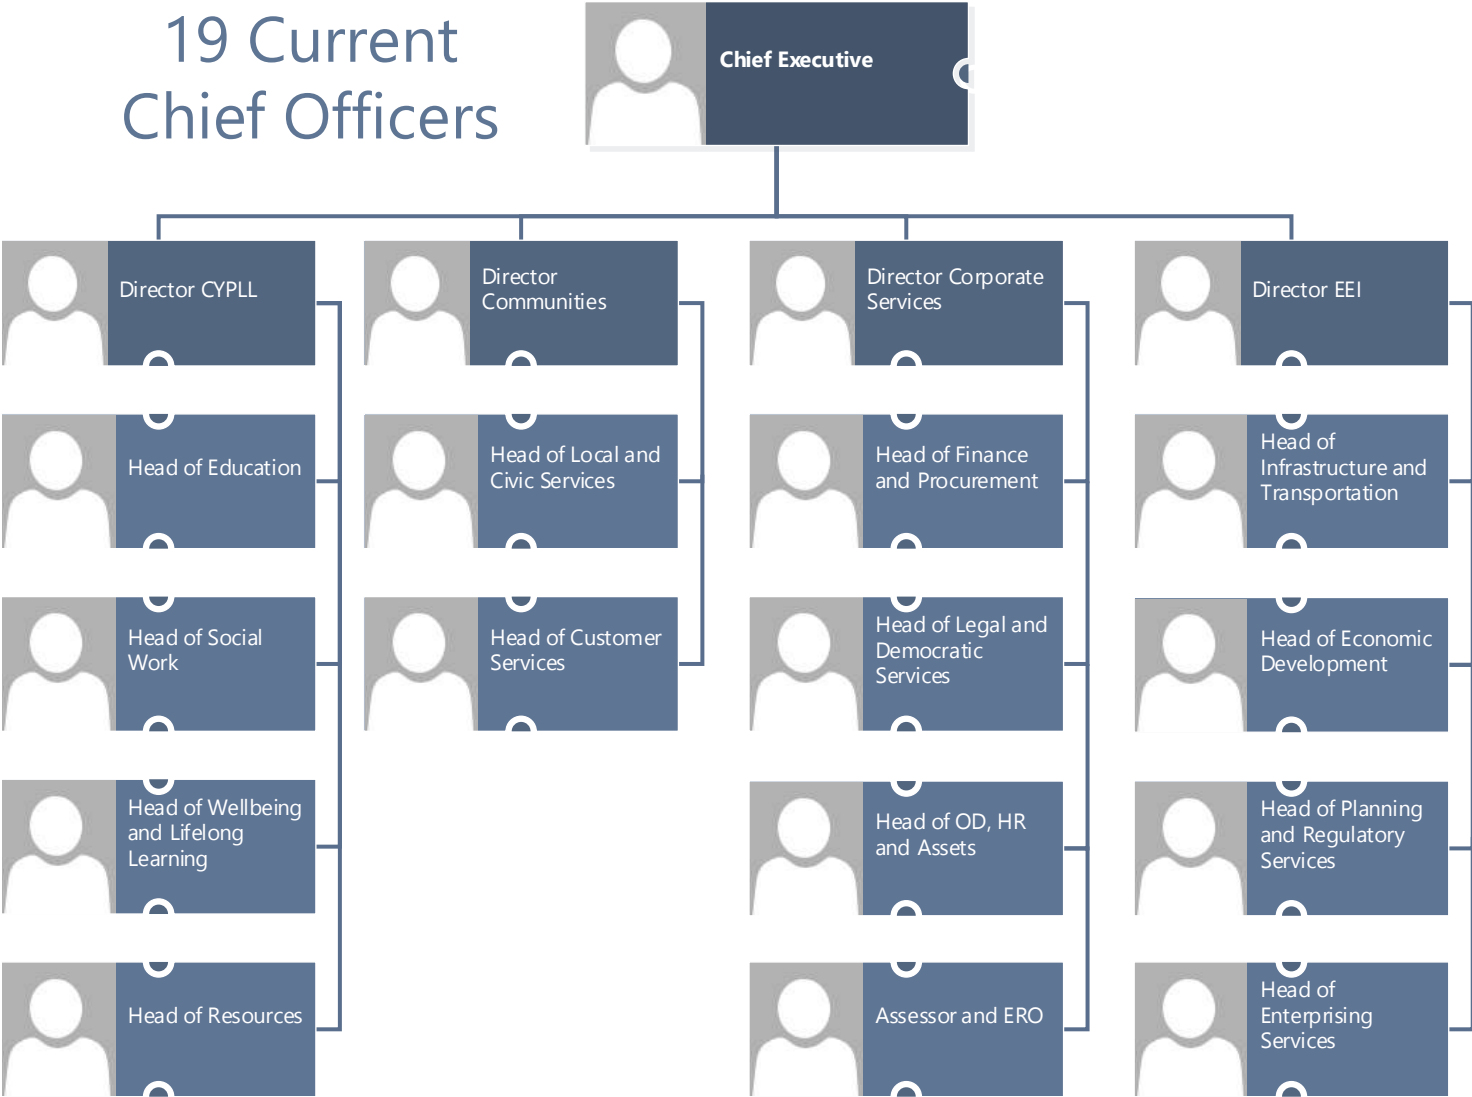 19 Current
Chief Officers
Chief Executive
Director CYPLL
Director
Communities
Director Corporate
Services
Director EEI
Head of Education
Head of Local and
Civic Services
Head of Finance
and Procurement
Head of
Infrastructure and
Transportation
Head of Social
Work
Head of Customer
Services
Head of Legal and
Democratic
Services
Head of Economic
Development
Head of Wellbeing
and Lifelong
Learning
Head of OD, HR
and Assets
Head of Planning
and Regulatory
Services
Head of Resources
Assessor and ERO
Head of
Enterprising
Services